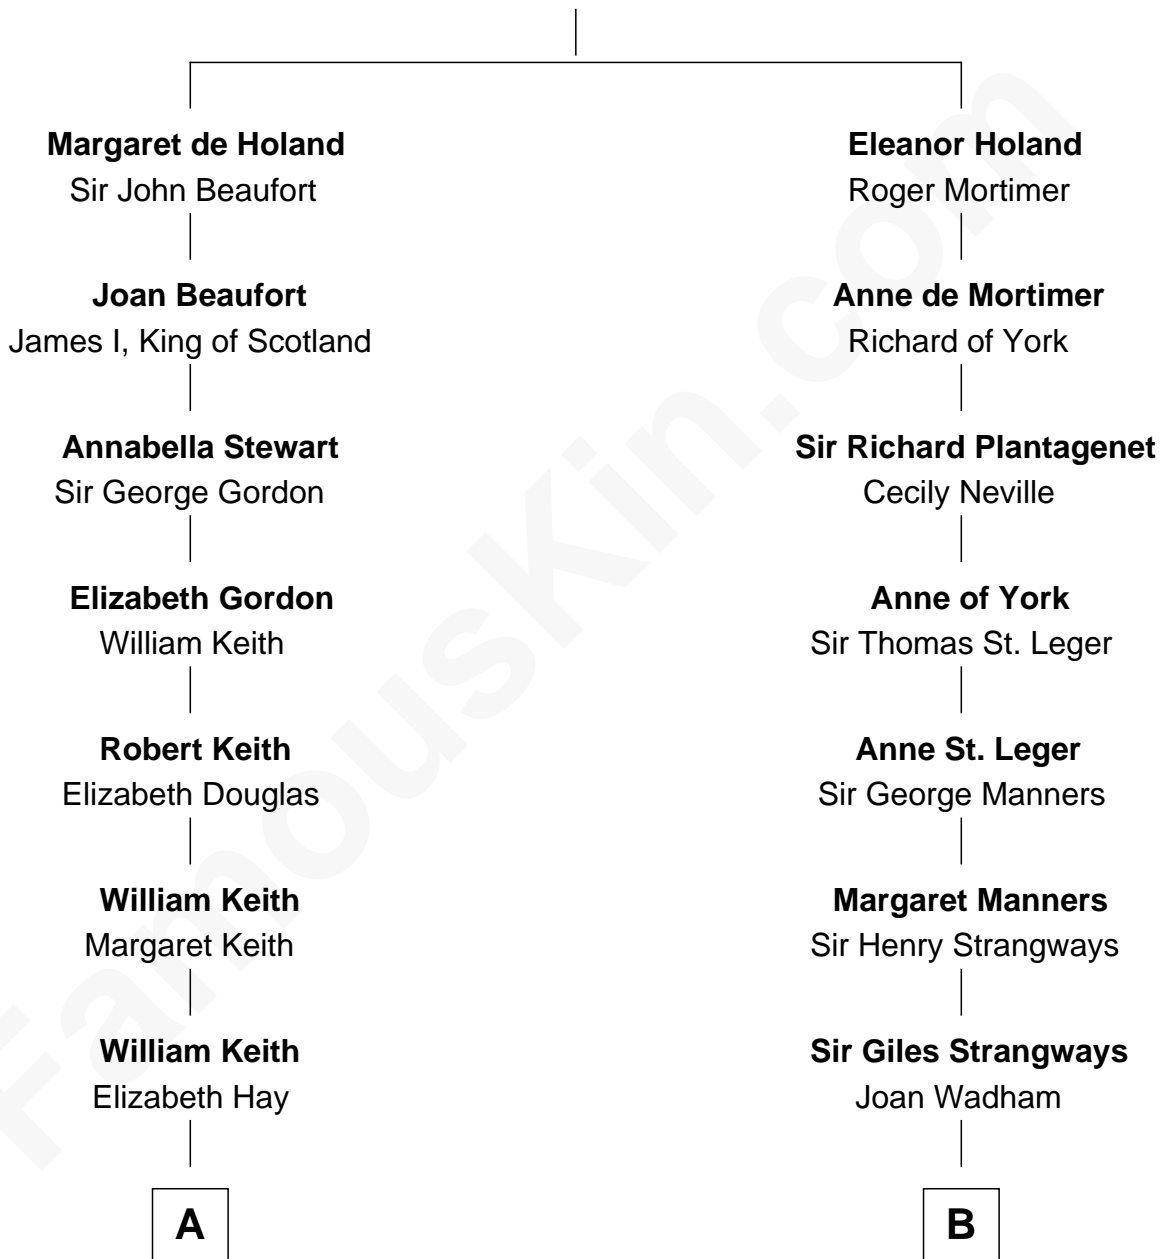 Margaret de Holand
Sir John Beaufort
Eleanor Holand
Roger Mortimer
Joan Beaufort
James I, King of Scotland
Anne de Mortimer
Richard of York
Annabella Stewart
Sir George Gordon
Sir Richard Plantagenet
Cecily Neville
Elizabeth Gordon
William Keith
Anne of York
Sir Thomas St. Leger
Robert Keith
Elizabeth Douglas
Anne St. Leger
Sir George Manners
William Keith
Margaret Keith
Margaret Manners
Sir Henry Strangways
William Keith
Elizabeth Hay
Sir Giles Strangways
Joan Wadham
A
B
FamousKin.com